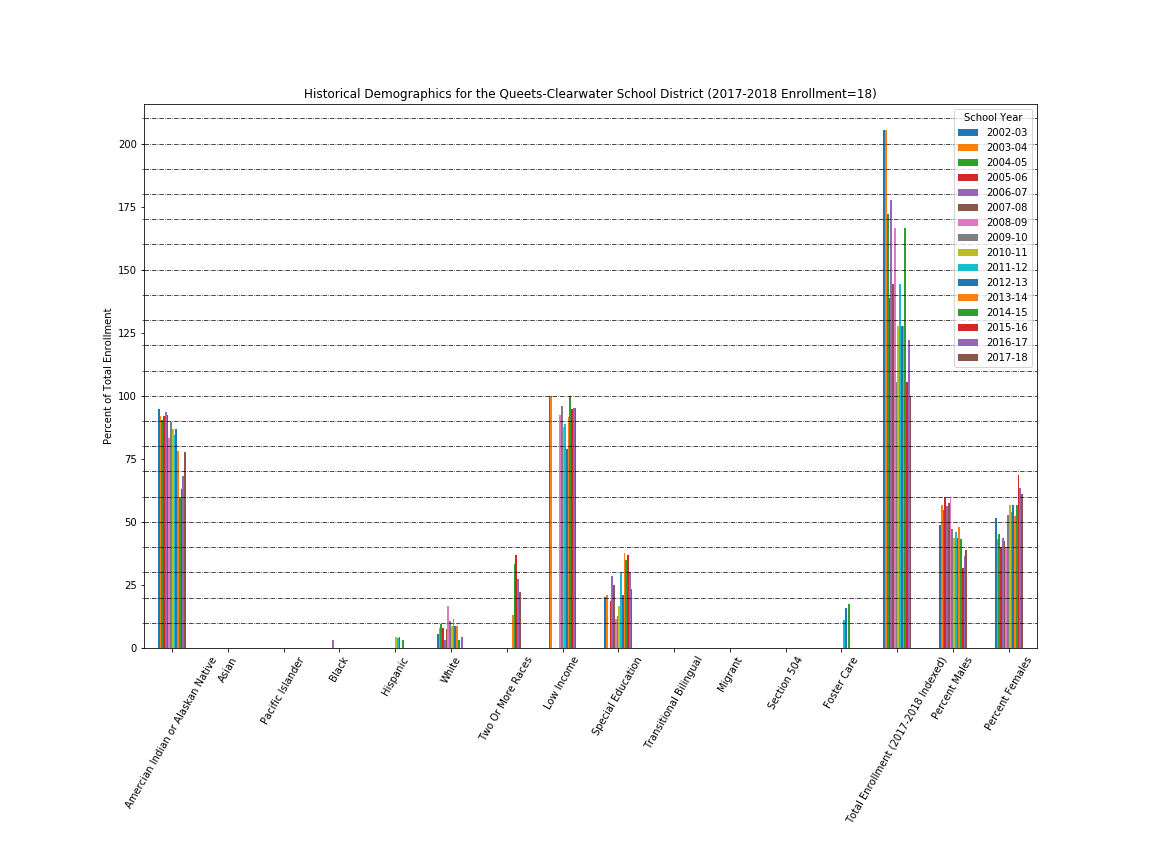 Historical Demographics for the Queets-Clearwater School District (2017-2018 Enrollment=18)
Percent of Total Enrollment
200
175
150
125
100
75
50
25
0
School Year
2002-03
2003-04
2004-05
2005-06
2006-07
2007-08
2008-09
2009-10
2010-11
2011-12
2012-13
2013-14
2014-15
2015-16
2016-17
2017-18
Amercian Indian or Alaskan Native
Asian
Pacific Islander
Black
Hispanic
White
Two Or More Races
Low Income
Special Education
Transitional Bilingual
Migrant
Section 504
Foster Care
Total Enrollment (2017-2018 Indexed)
Percent Males
Percent Females